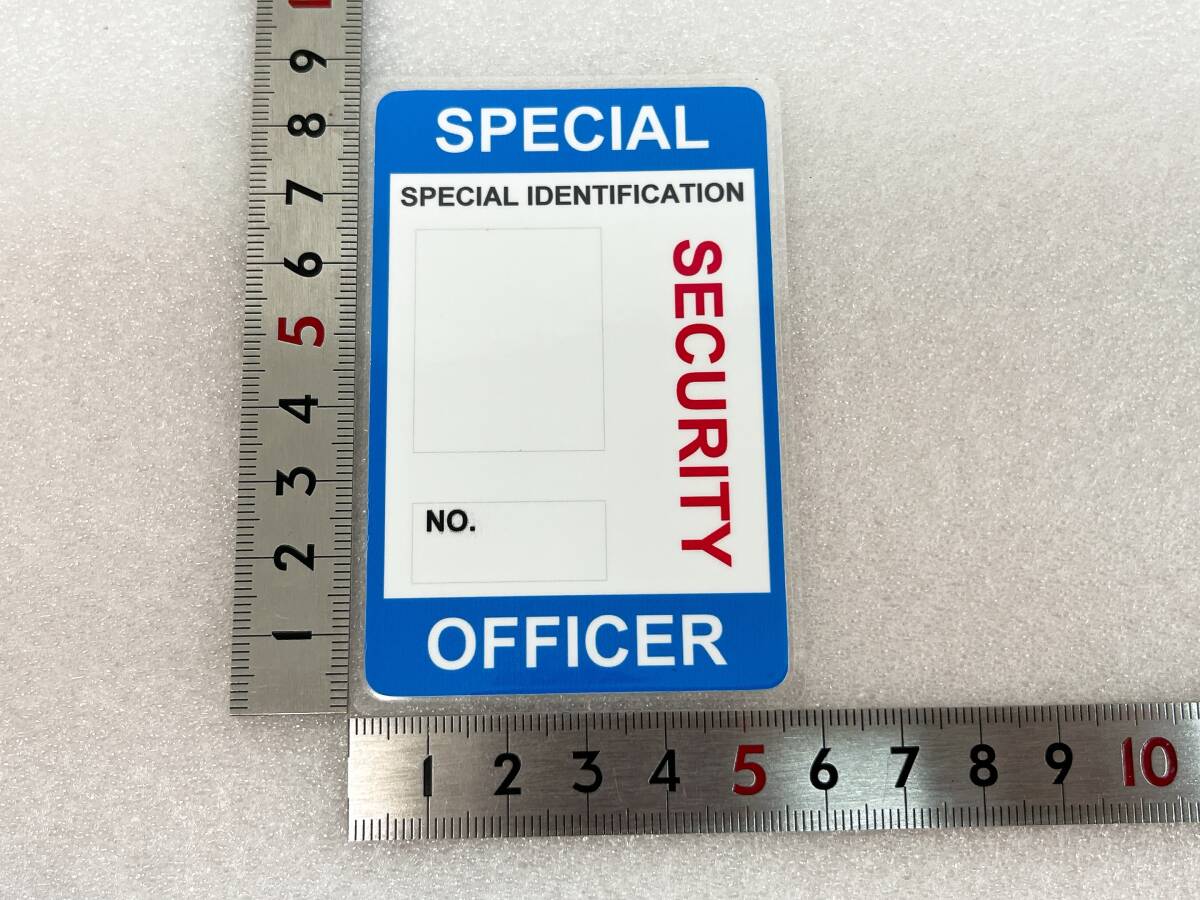 SPECIAL
SPECIAL IDENTIFICATION
SECURITY
NO.
OFFICER
9
8
7
6
5
4
3
2
1
1 2 3 4 5 6 7 8 9 10